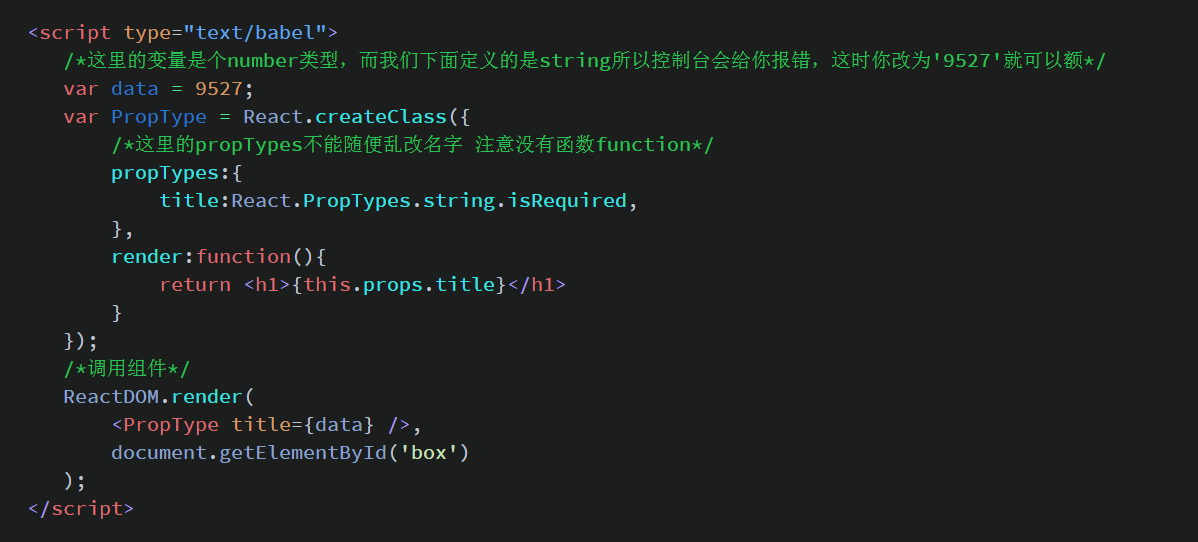 <script type="text/babel">
/*这里的变量是个number类型，而我们下面定义的是string所以控制台会给你报错，这时你改为'9527'就可以额*/
var data = 9527;
var PropType = React.createClass({
/*这里的propTypes不能随便乱改名字 注意没有函数function*/
propTypes:{
title:React.PropTypes.string.isRequired,
},
render:function(){
return <h1>{this.props.title}</h1>
}
});
/*调用组件*/
ReactDOM.render(
<PropType title={data} />,
document.getElementById('box')
);
</script>